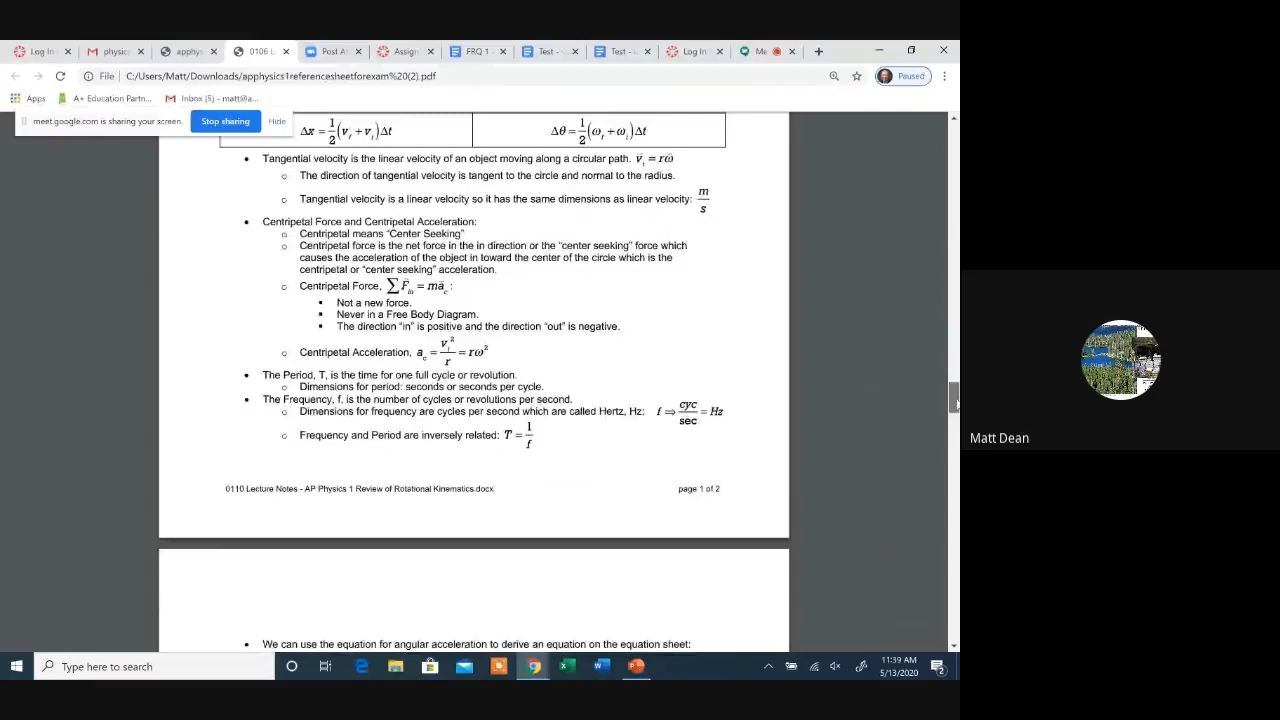 Log In
physics
apphys
0106 L
Post A
Assign
FRQ 1 -
Test -
Test -
Log In
Me
File | C:/Users/Matt/Downloads/apphysics1referencesheetforexam%20(2).pdf
Paused
Apps
A+ Education Partn...
Inbox (5) - matt@a...
meet.google.com is sharing your screen.
Stop sharing
Hide
Δx = 1/2 (v_f + v_i)Δt
Δθ = 1/2 (ω_f + ω_i)Δt
• Tangential velocity is the linear velocity of an object moving along a circular path. v⃗_t = rω⃗
o The direction of tangential velocity is tangent to the circle and normal to the radius.
o Tangential velocity is a linear velocity so it has the same dimensions as linear velocity: m/s
• Centripetal Force and Centripetal Acceleration:
o Centripetal means “Center Seeking”
o Centripetal force is the net force in the in direction or the “center seeking” force which
causes the acceleration of the object in toward the center of the circle which is the
centripetal or “center seeking” acceleration.
o Centripetal Force, ∑F⃗_in = ma⃗_c :
▪ Not a new force.
▪ Never in a Free Body Diagram.
▪ The direction “in” is positive and the direction “out” is negative.
o Centripetal Acceleration, a_c = v_t²/r = rω²
• The Period, T, is the time for one full cycle or revolution.
o Dimensions for period: seconds or seconds per cycle.
• The Frequency, f, is the number of cycles or revolutions per second.
o Dimensions for frequency are cycles per second which are called Hertz, Hz; f ⇒ cyc/sec = Hz
o Frequency and Period are inversely related: T = 1/f
0110 Lecture Notes - AP Physics 1 Review of Rotational Kinematics.docx
page 1 of 2
• We can use the equation for angular acceleration to derive an equation on the equation sheet:
Matt Dean
Type here to search
11:39 AM
5/13/2020
2